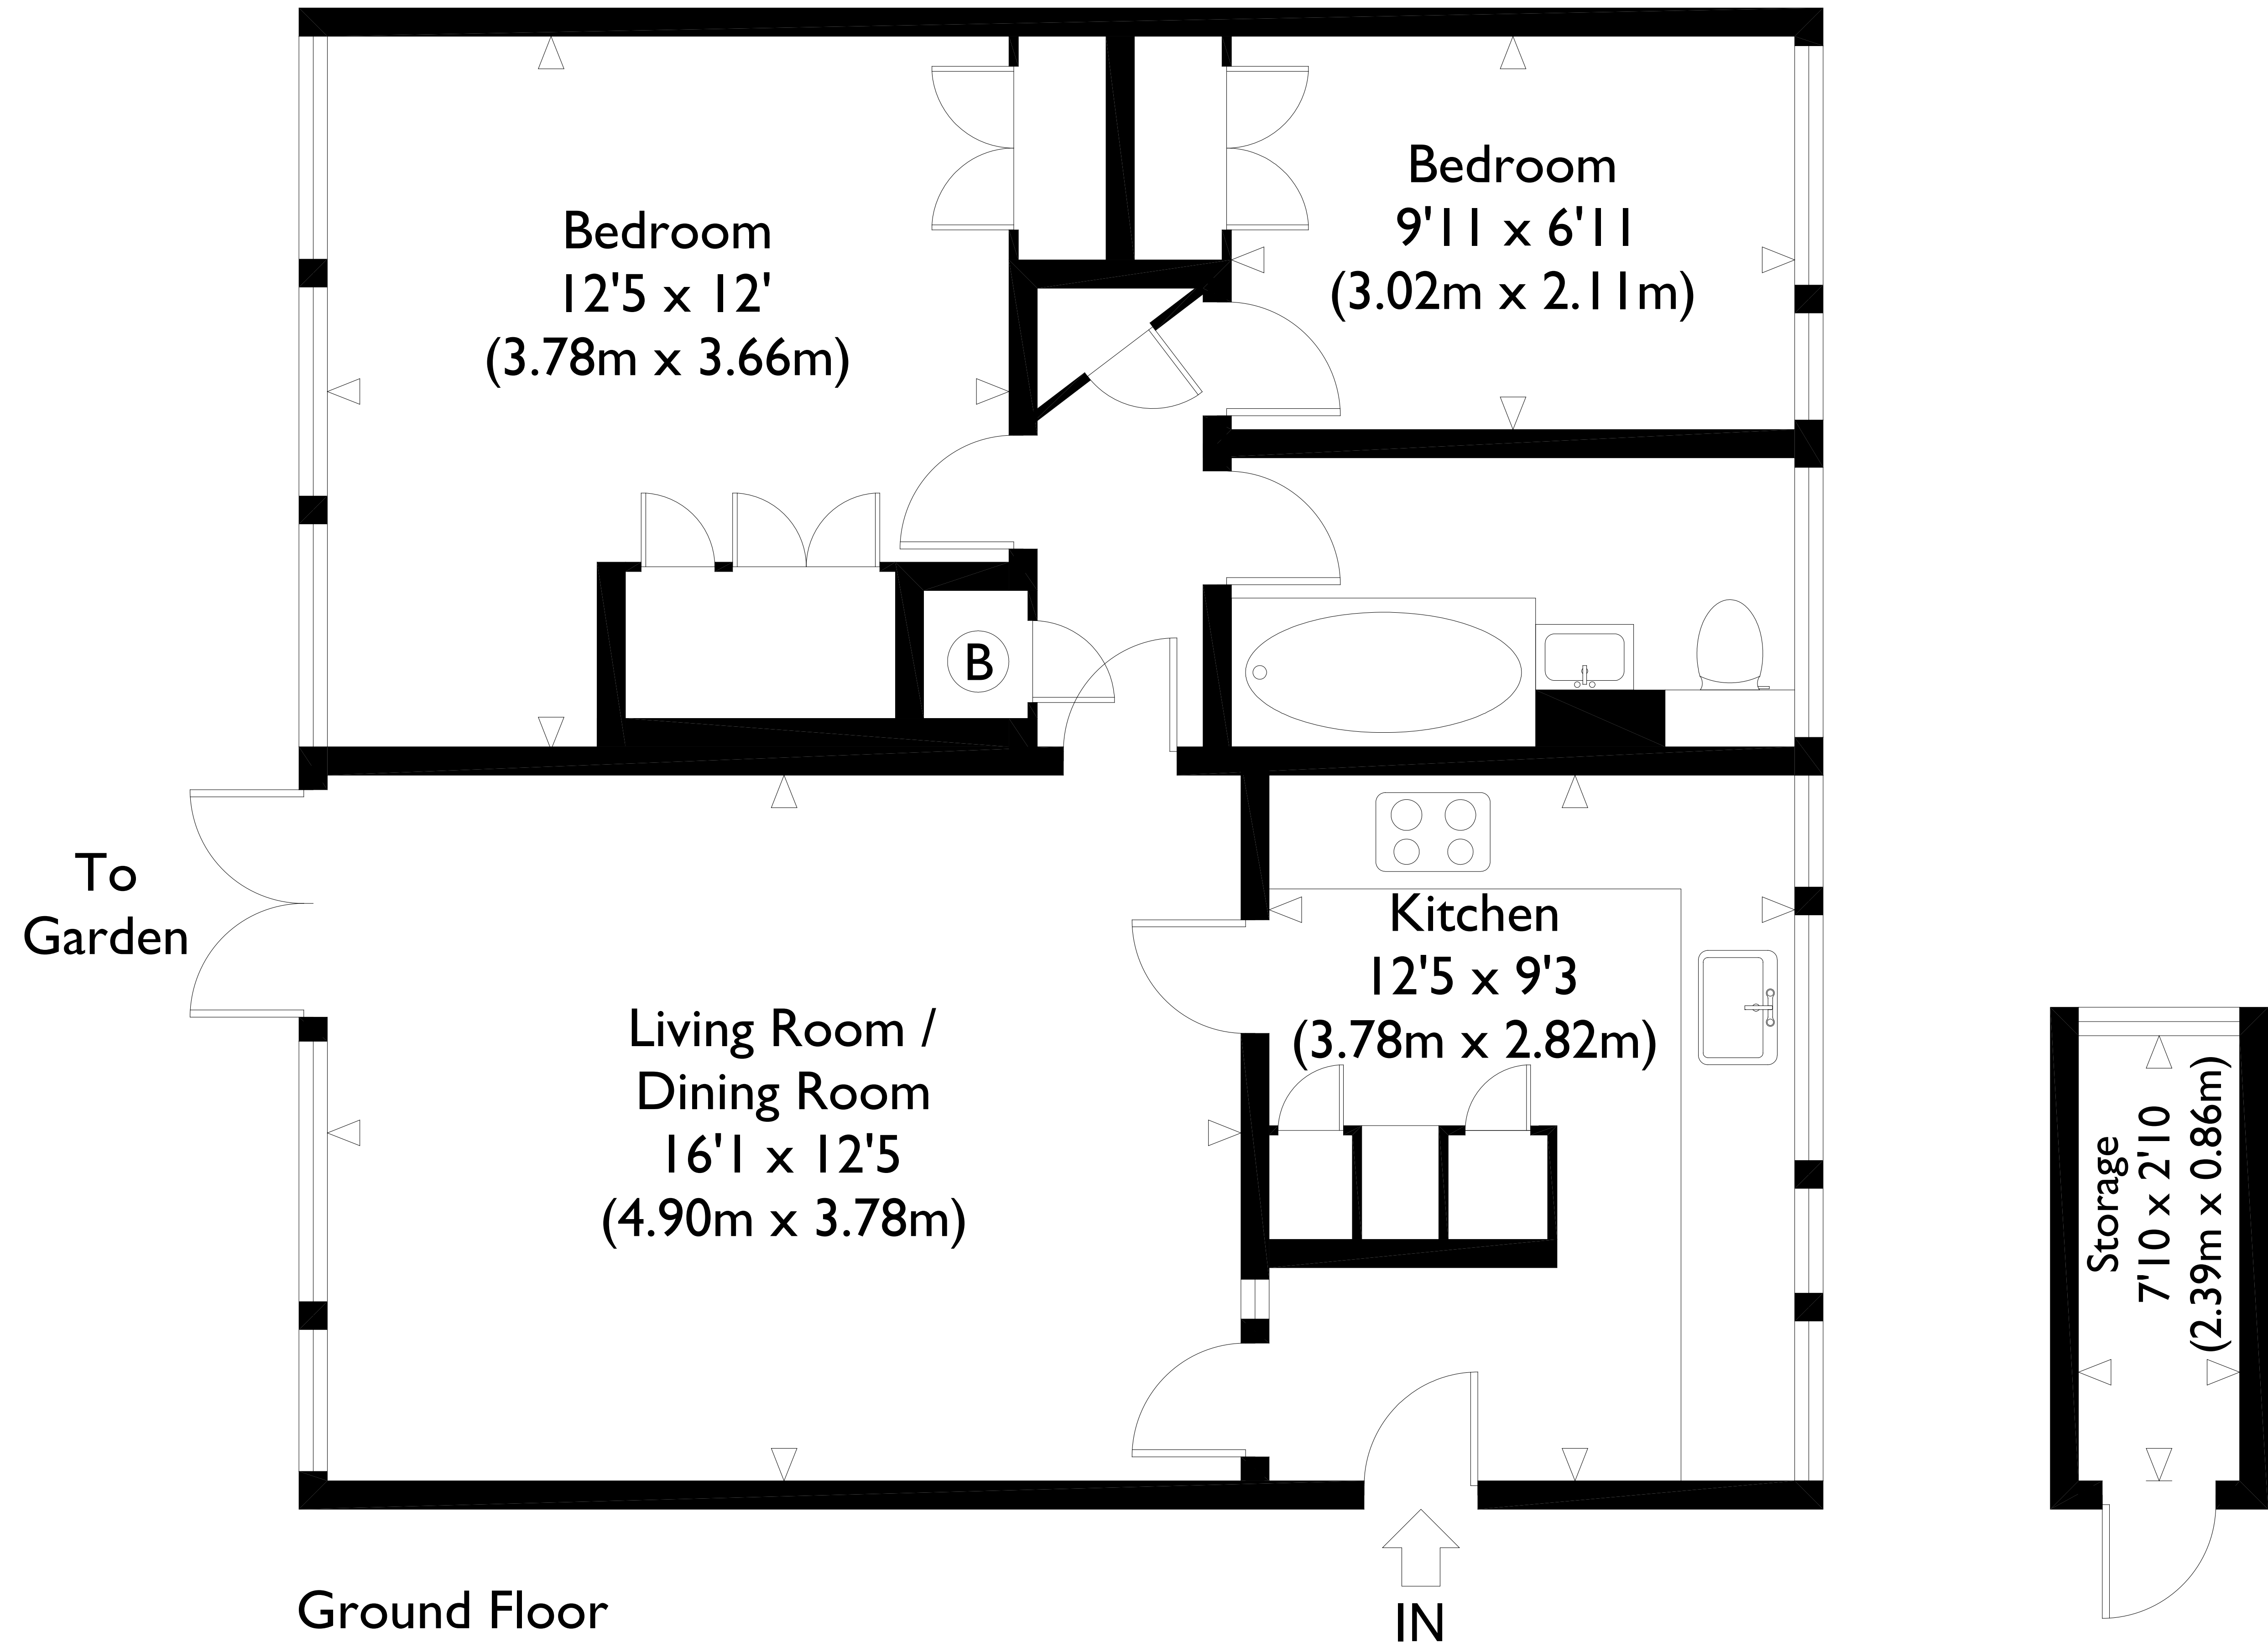 Bedroom
12'5 x 12'
(3.78m x 3.66m)
Bedroom
9'11 x 6'11
(3.02m x 2.11m)
B
To
Garden
Living Room /
Dining Room
16'1 x 12'5
(4.90m x 3.78m)
Kitchen
12'5 x 9'3
(3.78m x 2.82m)
Storage
7'10 x 2'10
(2.39m x 0.86m)
Ground Floor
IN